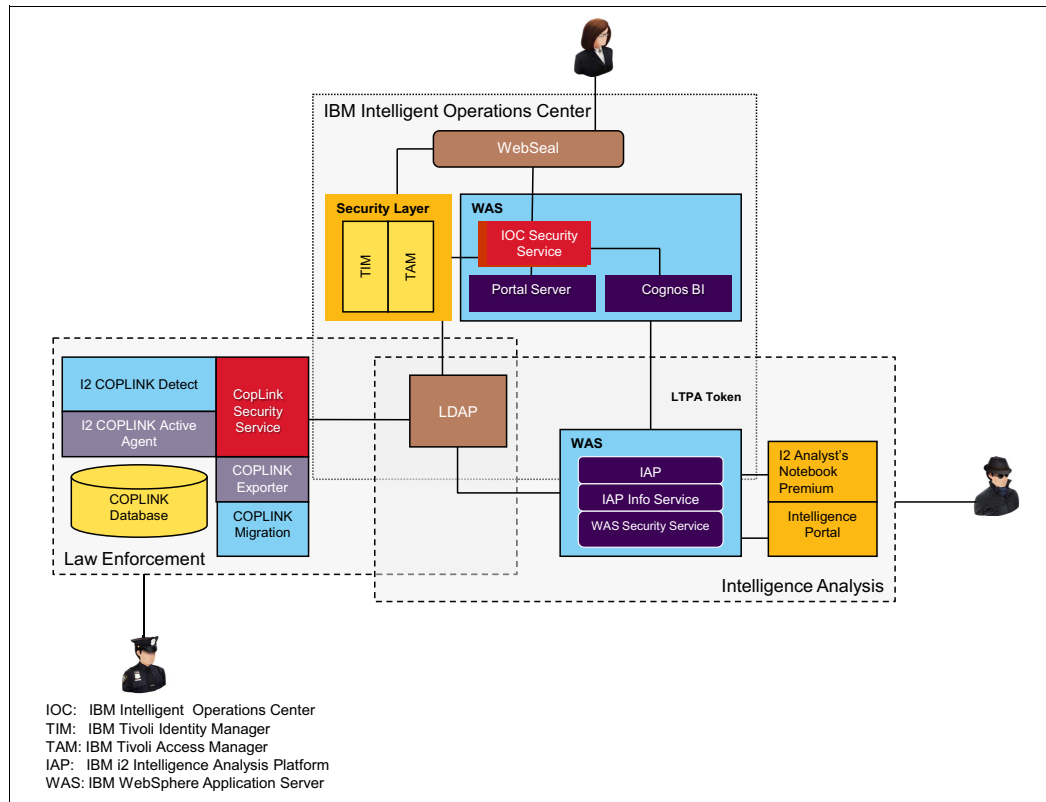 IBM Intelligent Operations Center
WebSeal
Security Layer
TIM
TAM
WAS
IOC Security
Service
Portal Server
Cognos BI
I2 COPLINK Detect
I2 COPLINK Active
Agent
CopLink
Security
Service
COPLINK
Exporter
COPLINK
Migration
COPLINK
Database
Law Enforcement
LDAP
LTPA Token
WAS
IAP
IAP Info Service
WAS Security Service
I2 Analyst's
Notebook
Premium
Intelligence
Portal
Intelligence Analysis
IOC: IBM Intelligent Operations Center
TIM: IBM Tivoli Identity Manager
TAM: IBM Tivoli Access Manager
IAP: IBM i2 Intelligence Analysis Platform
WAS: IBM WebSphere Application Server